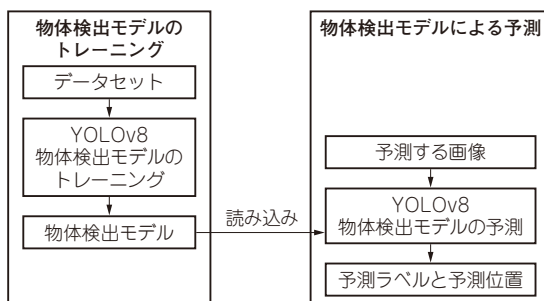 物体検出モデルの
トレーニング
データセット
YOLOv8
物体検出モデルの
トレーニング
物体検出モデル
読み込み
物体検出モデルによる予測
予測する画像
YOLOv8
物体検出モデルの予測
予測ラベルと予測位置